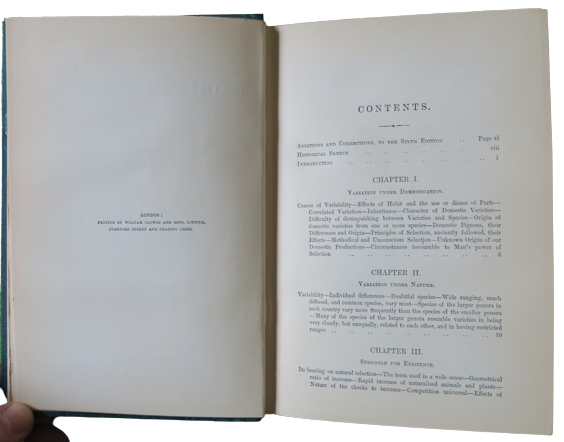 LONDON:
PRINTED BY WILLIAM CLOWES AND SONS, LIMITED,
STAMFORD STREET AND CHARING CROSS.
CONTENTS.
ADDITIONS AND CORRECTIONS, TO THE SIXTH EDITION .. Page xi
HISTORICAL SKETCH .. .. .. .. xiii
INTRODUCTION .. .. .. .. 1
CHAPTER I.
VARIATION UNDER DOMESTICATION.
Causes of Variability—Effects of Habit and the use or disuse of Parts—
Correlated Variation—Inheritance—Character of Domestic Varieties—
Difficulty of distinguishing between Varieties and Species—Origin of
domestic varieties from one or more species—Domestic Pigeons, their
Differences and Origin—Principles of Selection, anciently followed, their
Effects—Methodical and Unconscious Selection—Unknown Origin of our
Domestic Productions—Circumstances favourable to Man's power of
Selection .. .. .. .. .. .. 5
CHAPTER II.
VARIATION UNDER NATURE.
Variability—Individual differences—Doubtful species—Wide ranging, much
diffused, and common species, vary most—Species of the larger genera in
each country vary more frequently than the species of the smaller genera
—Many of the species of the larger genera resemble varieties in being
very closely, but unequally, related to each other, and in having restricted
ranges .. .. .. .. .. .. 30
CHAPTER III.
STRUGGLE FOR EXISTENCE.
Its bearing on natural selection—The term used in a wide sense—Geometrical
ratio of increase—Rapid increase of naturalised animals and plants—
Nature of the checks to increase—Competition universal—Effects of